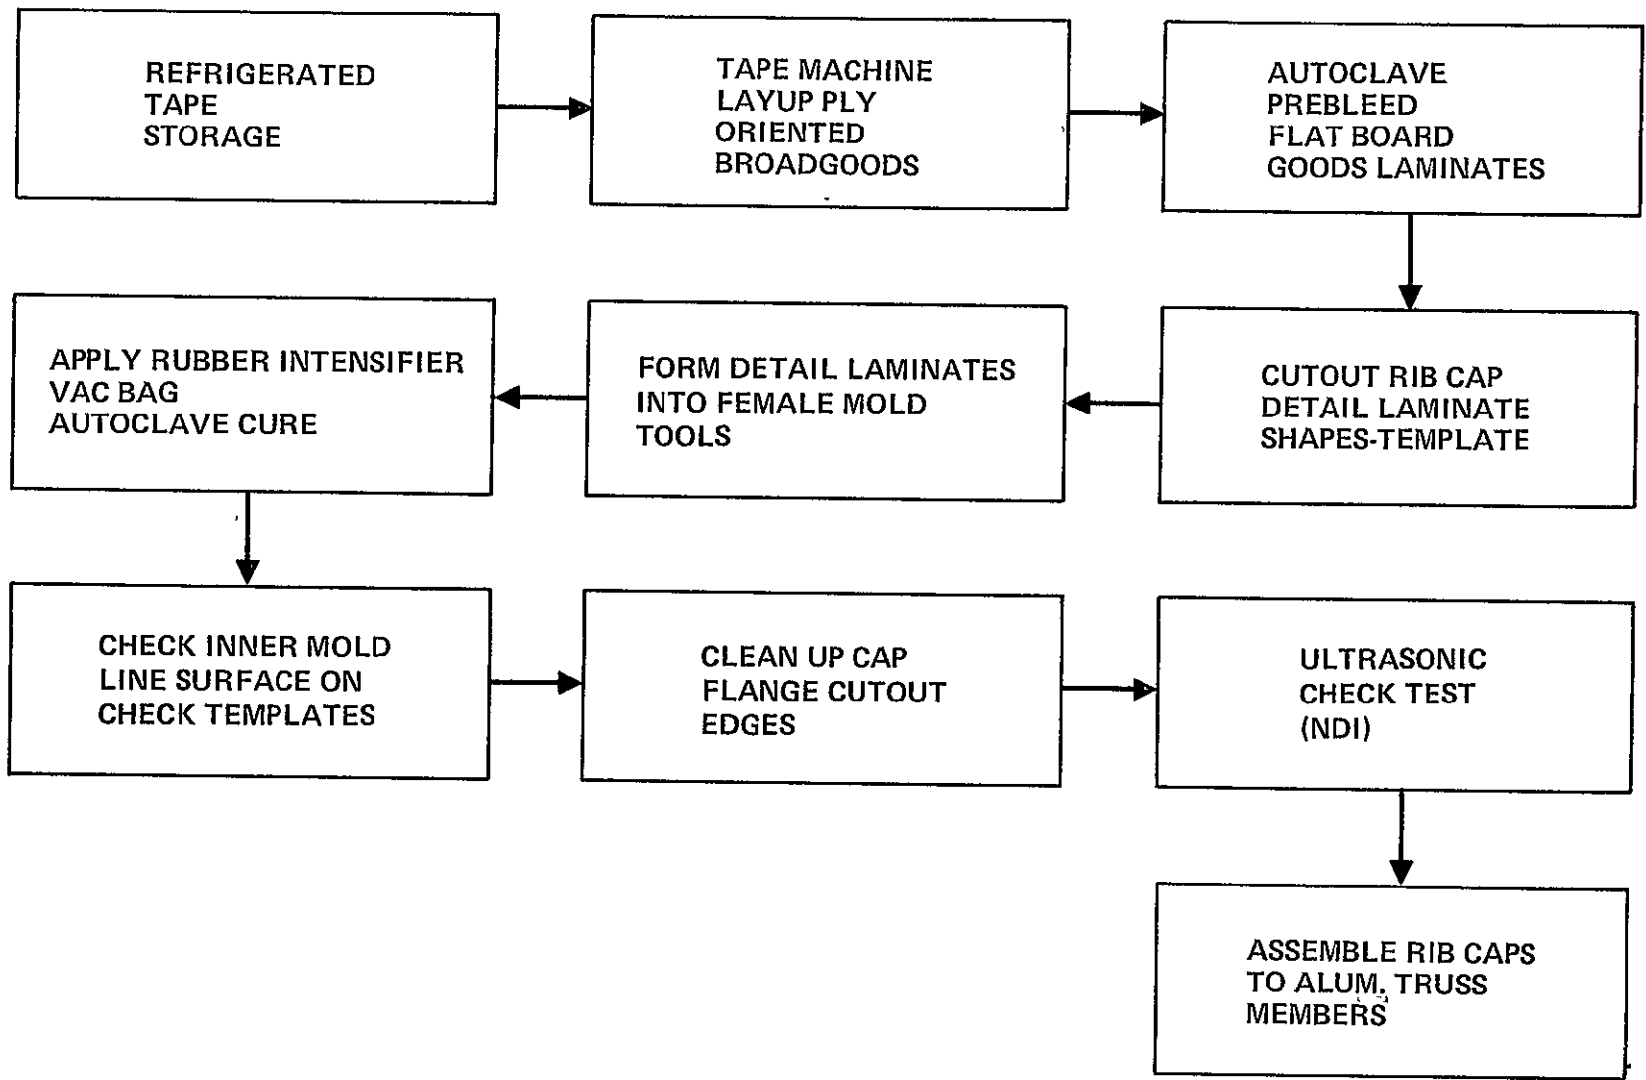 REFRIGERATED
TAPE
STORAGE
TAPE MACHINE
LAYUP PLY
ORIENTED
BROADGOODS
AUTOCLAVE
PREBLEED
FLAT BOARD
GOODS LAMINATES
CUTOUT RIB CAP
DETAIL LAMINATE
SHAPES-TEMPLATE
FORM DETAIL LAMINATES
INTO FEMALE MOLD
TOOLS
APPLY RUBBER INTENSIFIER
VAC BAG
AUTOCLAVE CURE
CHECK INNER MOLD
LINE SURFACE ON
CHECK TEMPLATES
CLEAN UP CAP
FLANGE CUTOUT
EDGES
ULTRASONIC
CHECK TEST
(NDI)
ASSEMBLE RIB CAPS
TO ALUM. TRUSS
MEMBERS